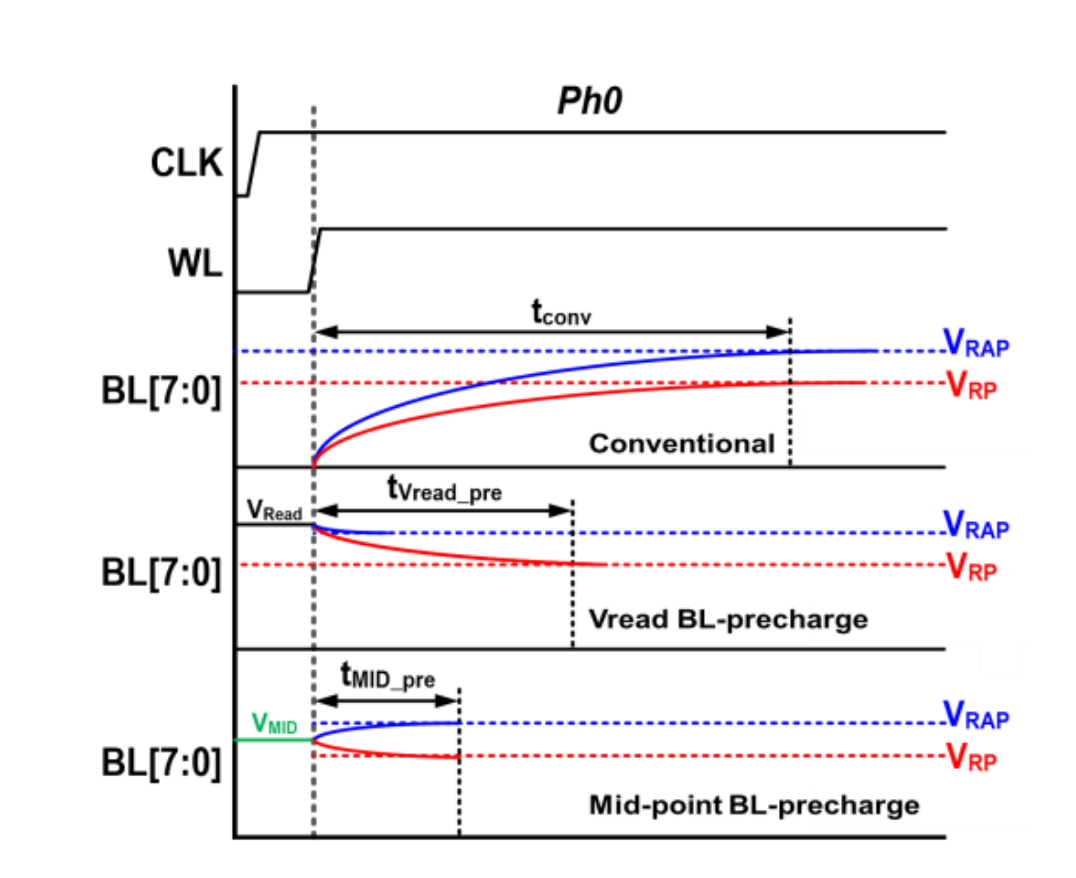 Ph0
CLK
WL
tconv
VRAP
BL[7:0]
VRP
Conventional
tVread_pre
VRead
VRAP
BL[7:0]
VRP
Vread BL-precharge
tMID_pre
VMID
VRAP
BL[7:0]
VRP
Mid-point BL-precharge